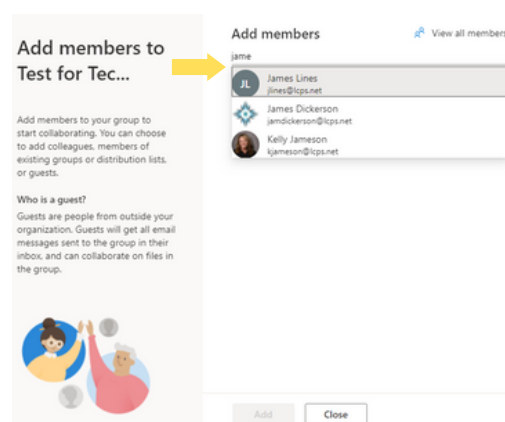 Add members to
Test for Tec...
Add members to your group to
start collaborating. You can choose
to add colleagues, members of
existing groups or distribution lists,
or guests.
Who is a guest?
Guests are people from outside your
organization. Guests will get all email
messages sent to the group in their
inbox, and can collaborate on files in
the group.
Add members
View all members
jame
JL
James Lines
jlines@lcps.net
James Dickerson
jamdickerson@lcps.net
Kelly Jameson
kjameson@lcps.net
Add
Close